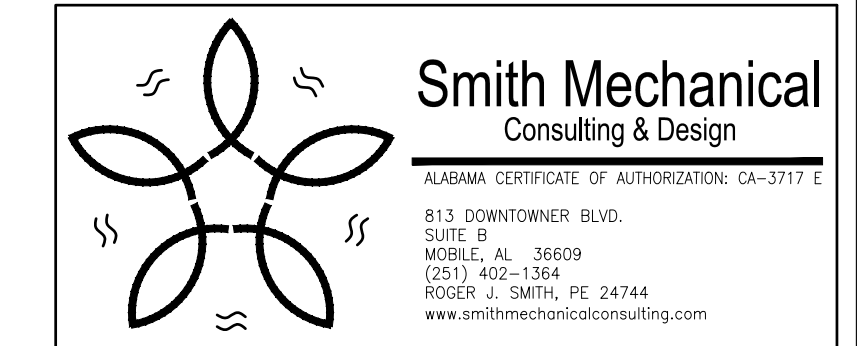 Smith Mechanical
Consulting & Design
ALABAMA CERTIFICATE OF AUTHORIZATION: CA-3717 E
813 DOWNTOWNER BLVD.
SUITE B
MOBILE, AL 36609
(251) 402-1364
ROGER J. SMITH, PE 24744
www.smithmechanicalconsulting.com